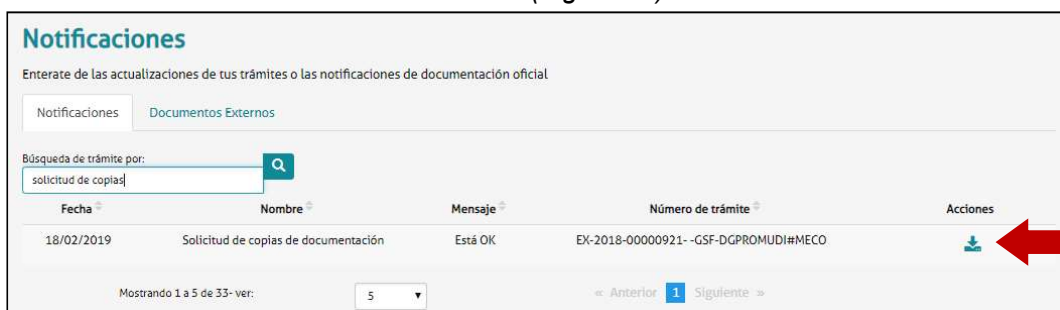 Notificaciones
Enterate de las actualizaciones de tus trámites o las notificaciones de documentación oficial
Notificaciones Documentos Externos
Búsqueda de trámite por:
solicitud de copias
Fecha Nombre Mensaje Número de trámite Acciones
18/02/2019 Solicitud de copias de documentación Está OK EX-2018-00000921- -GSF-DGPROMUDI#MECO
Mostrando 1 a 5 de 33- ver: 5 « Anterior 1 Siguiente »